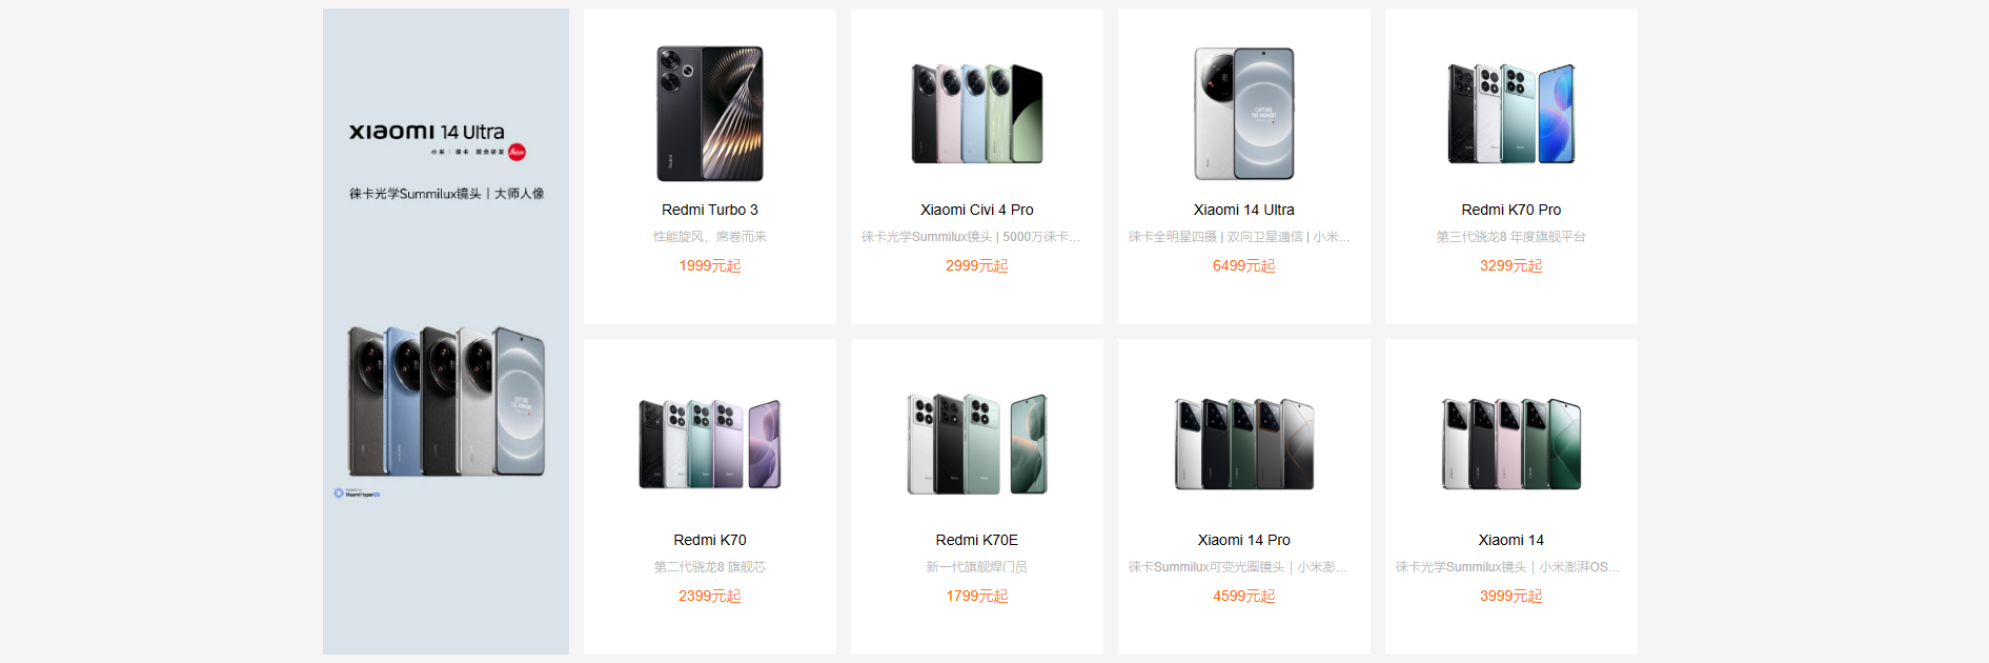 xiaomi 14 Ultra
小米 | 徕卡 联合研发
徕卡光学Summilux镜头 | 大师人像
Xiaomi HyperOS
Redmi Turbo 3
性能旋风，席卷而来
1999元起
Xiaomi Civi 4 Pro
徕卡光学Summilux镜头 | 5000万徕卡...
2999元起
Xiaomi 14 Ultra
徕卡全明星四摄 | 双向卫星通信 | 小米...
6499元起
Redmi K70 Pro
第三代骁龙8 年度旗舰平台
3299元起
Redmi K70
第二代骁龙8 旗舰芯
2399元起
Redmi K70E
新一代旗舰焊门员
1799元起
Xiaomi 14 Pro
徕卡Summilux可变光圈镜头｜小米澎...
4599元起
Xiaomi 14
徕卡光学Summilux镜头｜小米澎湃OS...
3999元起